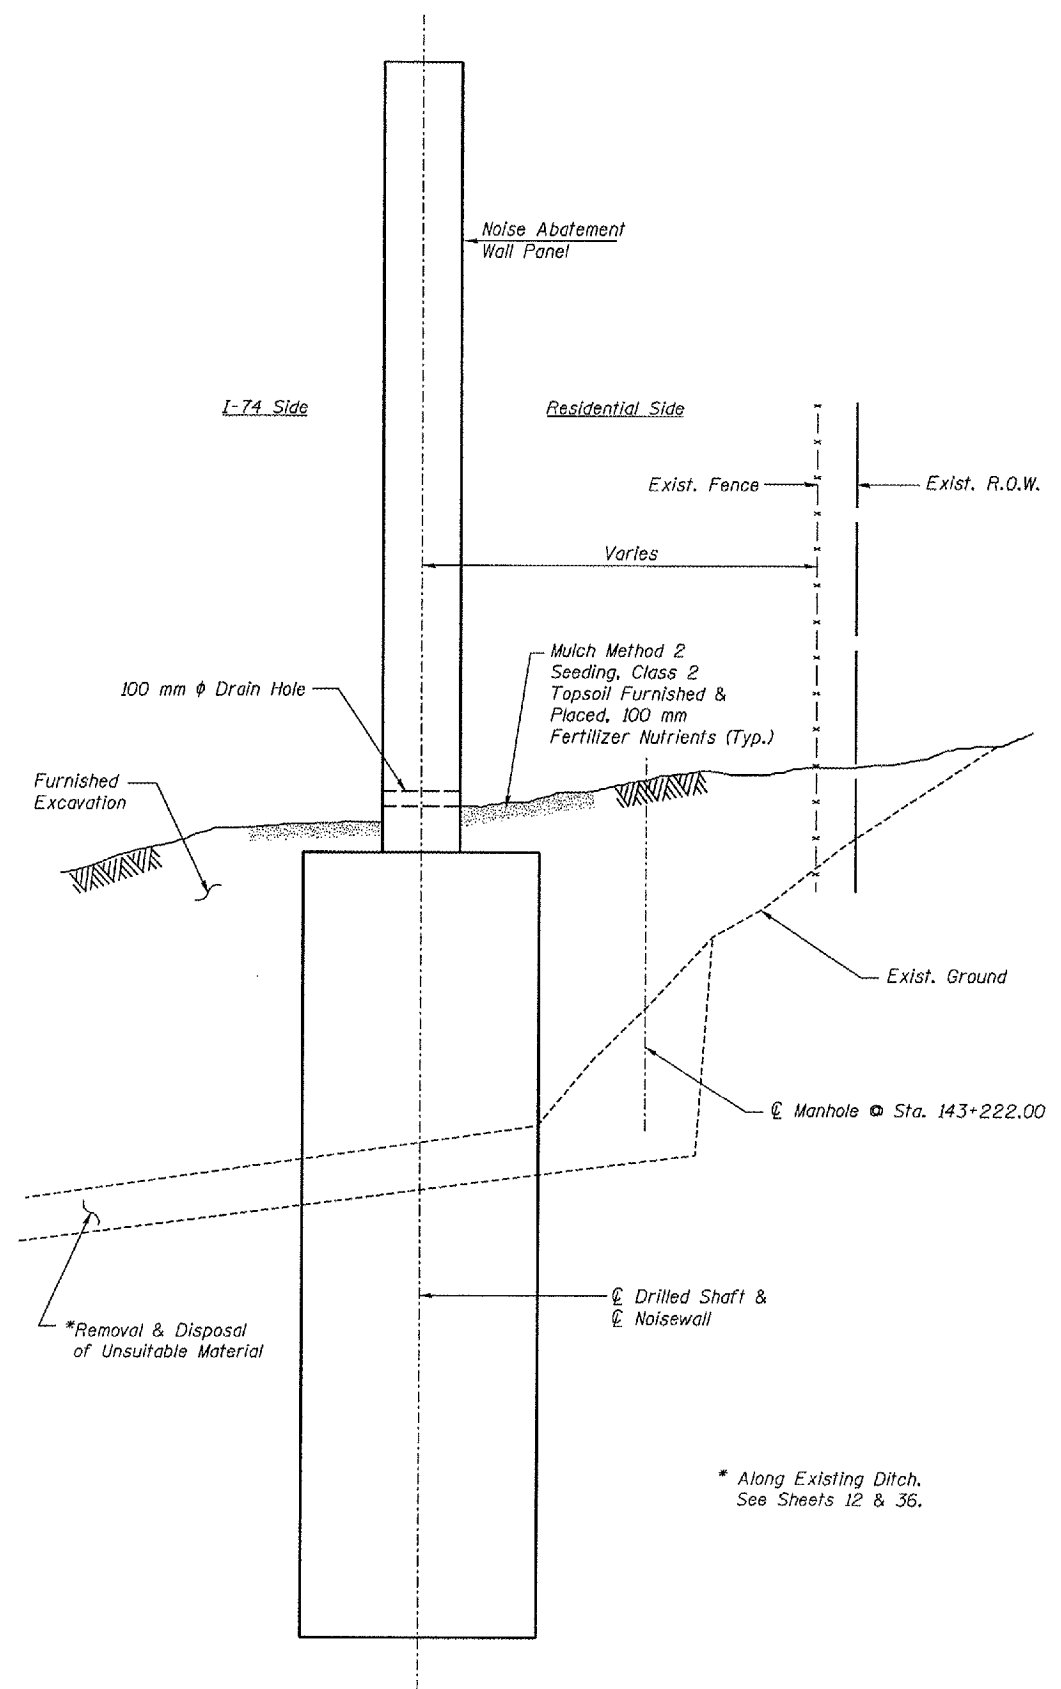 Noise Abatement
Wall Panel
I-74 Side
Residential Side
Exist. Fence
Exist. R.O.W.
Varies
Mulch Method 2
Seeding, Class 2
Topsoil Furnished &
Placed, 100 mm
Fertilizer Nutrients (Typ.)
100 mm ϕ Drain Hole
Furnished
Excavation
Exist. Ground
℄ Manhole @ Sta. 143+222.00
℄ Drilled Shaft &
℄ Noisewall
*Removal & Disposal
of Unsuitable Material
* Along Existing Ditch.
See Sheets 12 & 36.